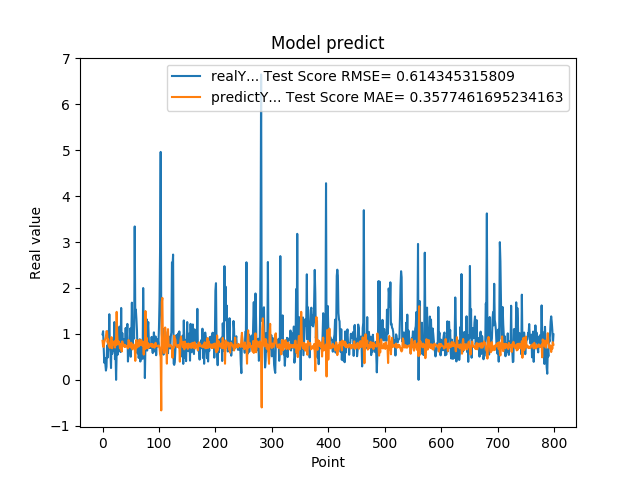 Model predict
realY... Test Score RMSE= 0.614345315809
predictY... Test Score MAE= 0.3577461695234163
7
6
5
4
3
2
1
0
−1
Real value
0 100 200 300 400 500 600 700 800
Point